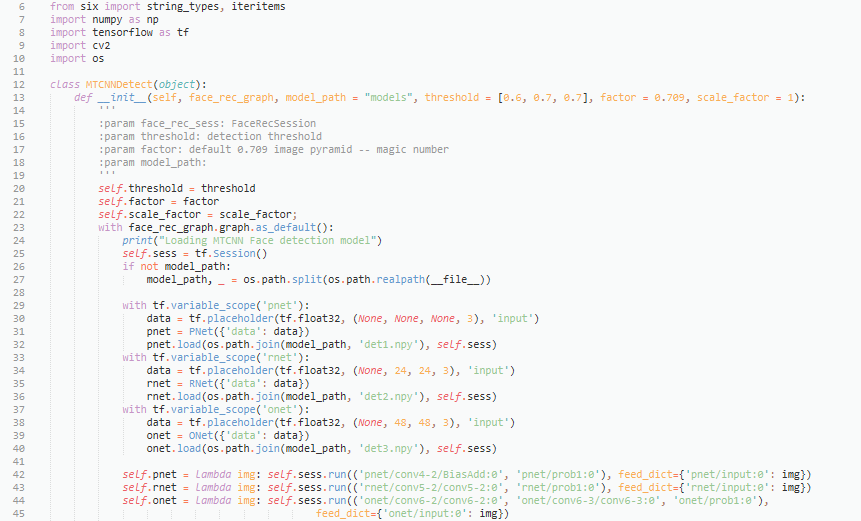 6 from six import string_types, iteritems
7 import numpy as np
8 import tensorflow as tf
9 import cv2
10 import os
11
12 class MTCNNDetect(object):
13 def __init__(self, face_rec_graph, model_path = "models", threshold = [0.6, 0.7, 0.7], factor = 0.709, scale_factor = 1):
14 '''
15 :param face_rec_sess: FaceRecSession
16 :param threshold: detection threshold
17 :param factor: default 0.709 image pyramid -- magic number
18 :param model_path:
19 '''
20 self.threshold = threshold
21 self.factor = factor
22 self.scale_factor = scale_factor;
23 with face_rec_graph.graph.as_default():
24 print("Loading MTCNN Face detection model")
25 self.sess = tf.Session()
26 if not model_path:
27 model_path, _ = os.path.split(os.path.realpath(__file__))
28
29 with tf.variable_scope('pnet'):
30 data = tf.placeholder(tf.float32, (None, None, None, 3), 'input')
31 pnet = PNet({'data': data})
32 pnet.load(os.path.join(model_path, 'det1.npy'), self.sess)
33 with tf.variable_scope('rnet'):
34 data = tf.placeholder(tf.float32, (None, 24, 24, 3), 'input')
35 rnet = RNet({'data': data})
36 rnet.load(os.path.join(model_path, 'det2.npy'), self.sess)
37 with tf.variable_scope('onet'):
38 data = tf.placeholder(tf.float32, (None, 48, 48, 3), 'input')
39 onet = ONet({'data': data})
40 onet.load(os.path.join(model_path, 'det3.npy'), self.sess)
41
42 self.pnet = lambda img: self.sess.run(('pnet/conv4-2/BiasAdd:0', 'pnet/prob1:0'), feed_dict={'pnet/input:0': img})
43 self.rnet = lambda img: self.sess.run(('rnet/conv5-2/conv5-2:0', 'rnet/prob1:0'), feed_dict={'rnet/input:0': img})
44 self.onet = lambda img: self.sess.run(('onet/conv6-2/conv6-2:0', 'onet/conv6-3/conv6-3:0', 'onet/prob1:0'),
45 feed_dict={'onet/input:0': img})